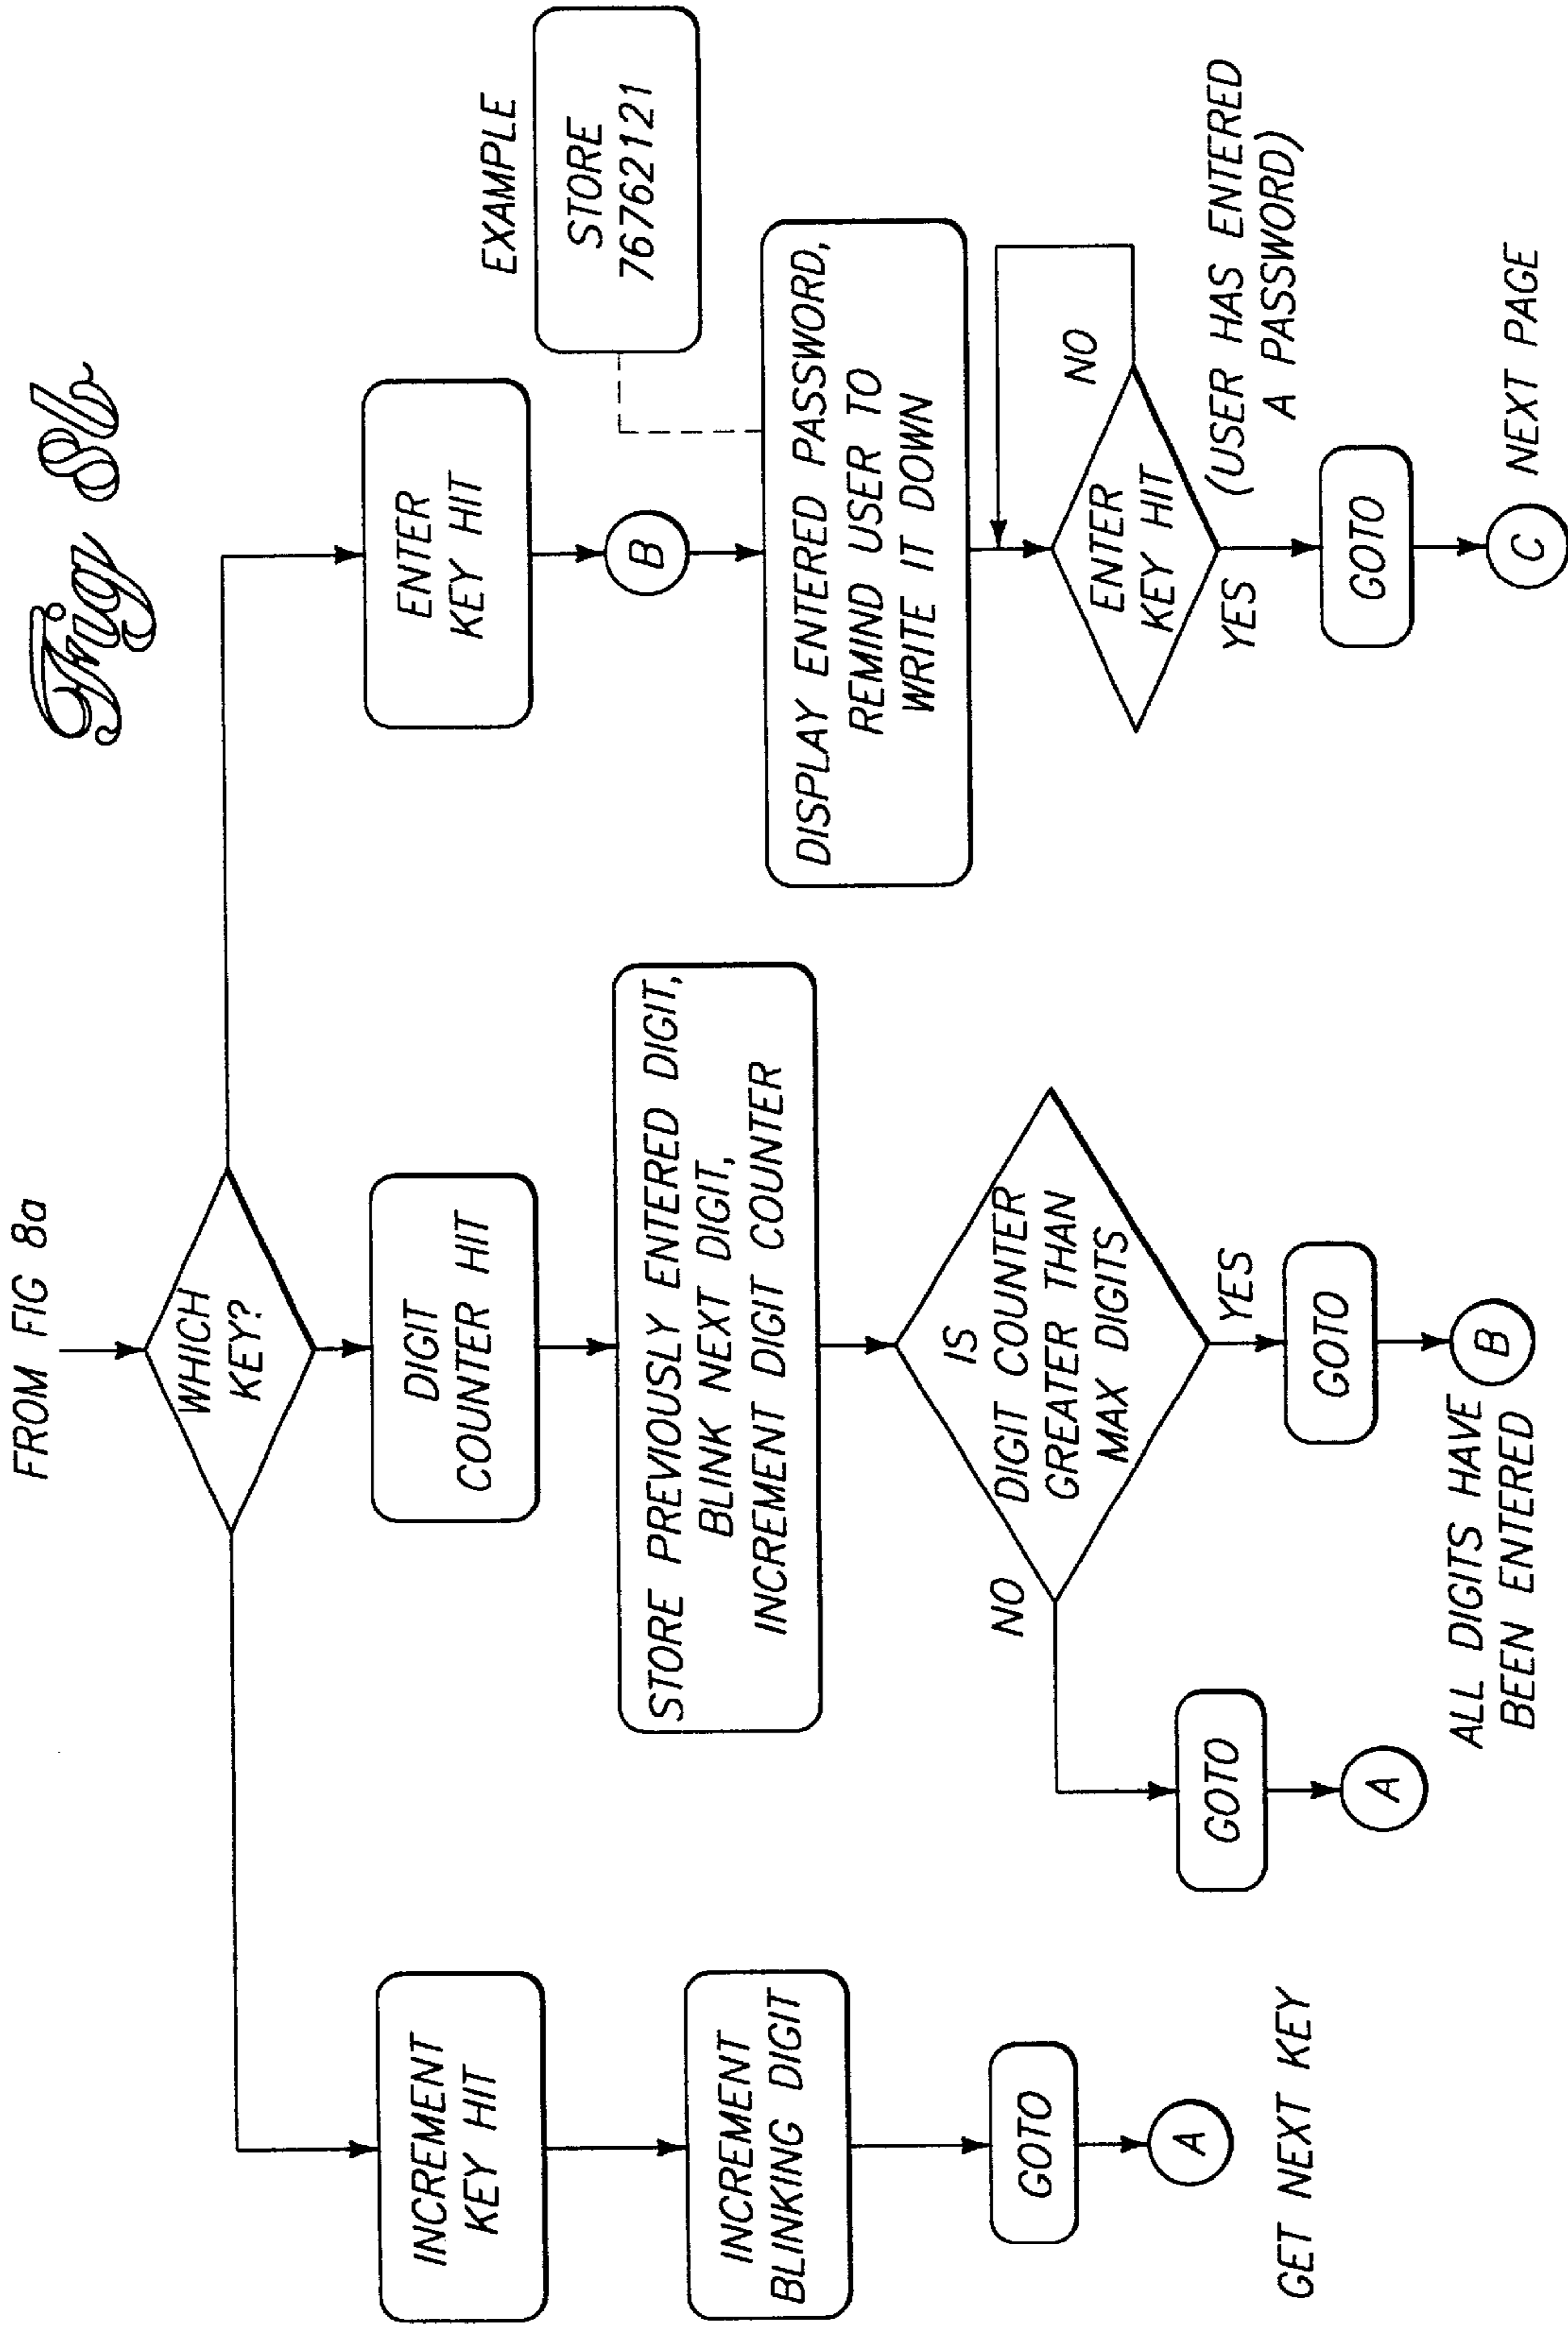 Fig 8b
FROM FIG 8a
WHICH
KEY?
INCREMENT
KEY HIT
INCREMENT
BLINKING DIGIT
GOTO
A
GET NEXT KEY
DIGIT
COUNTER HIT
STORE PREVIOUSLY ENTERED DIGIT,
BLINK NEXT DIGIT,
INCREMENT DIGIT COUNTER
IS
DIGIT COUNTER
GREATER THAN
MAX DIGITS
NO
GOTO
A
YES
GOTO
B
ALL DIGITS HAVE
BEEN ENTERED
ENTER
KEY HIT
B
EXAMPLE
STORE
76762121
DISPLAY ENTERED PASSWORD,
REMIND USER TO
WRITE IT DOWN
ENTER
KEY HIT
NO
YES
(USER HAS ENTERED
A PASSWORD)
GOTO
C NEXT PAGE